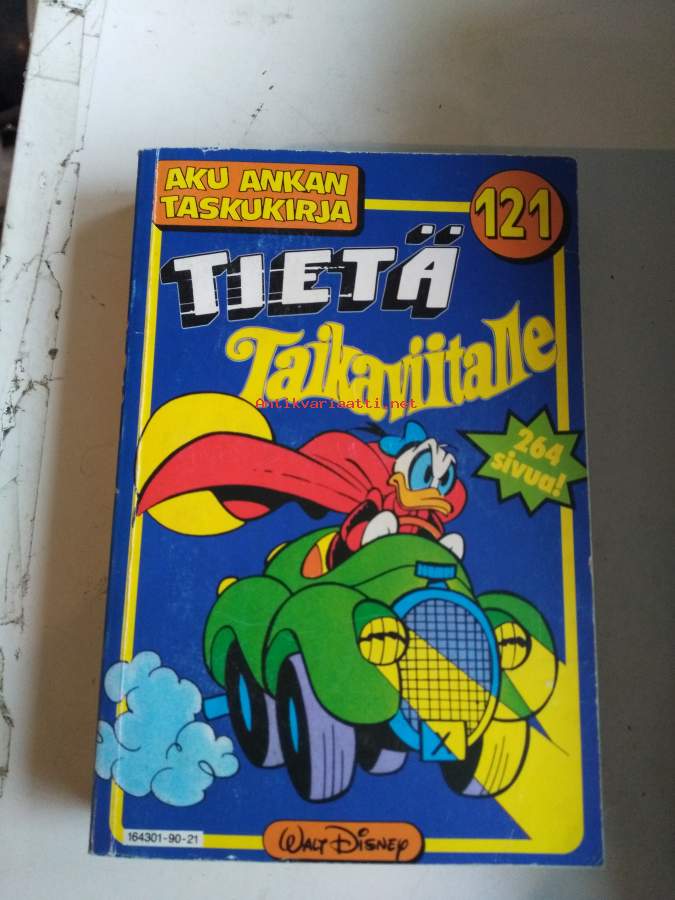 AKU ANKAN
TASKUKIRJA
121
TIETÄ
Taikaviitalle
Antikvariaatti.net
264
sivua!
X
164301-90-21
WALT DISNEY